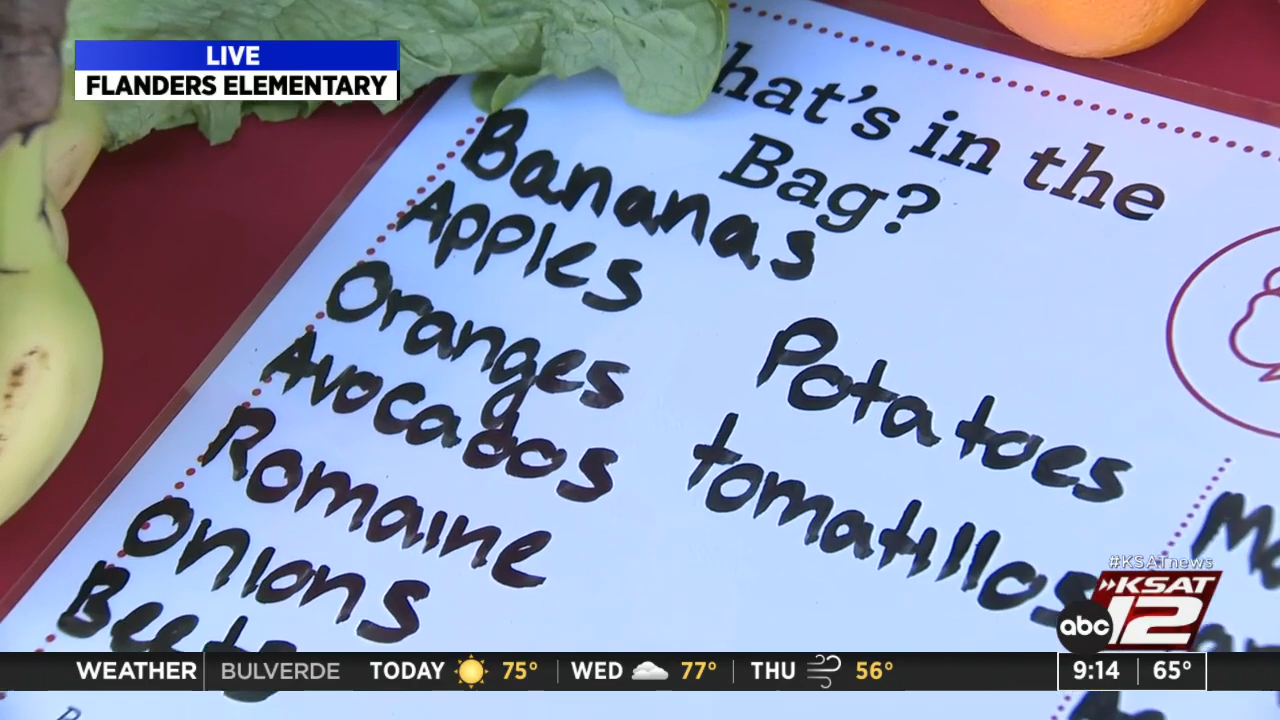 LIVE
FLANDERS ELEMENTARY
hat's in the
Bag?
Bananas
Apples
Oranges
Avocados
Romaine
Onions
Potatoes
tomatillos
#KSATnews
KSAT
abc 12
WEATHER BULVERDE TODAY 75° WED 77° THU 56° 9:14 65°